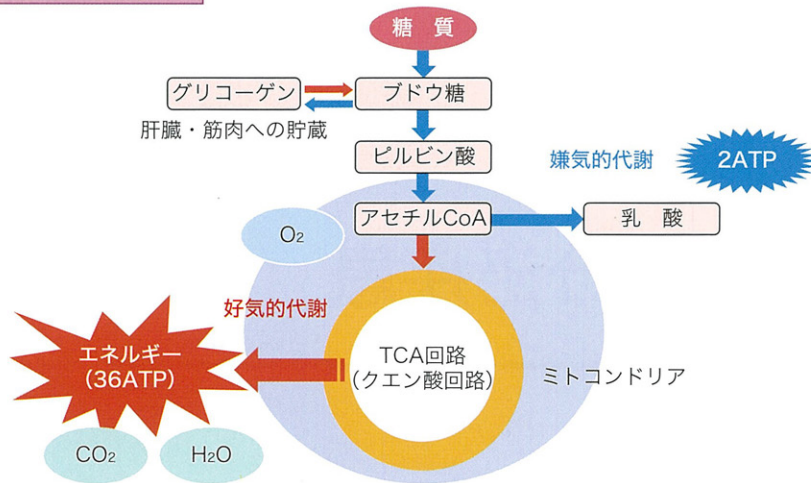 糖 質
グリコーゲン
ブドウ糖
肝臓・筋肉への貯蔵
ピルビン酸
嫌気的代謝
2ATP
アセチルCoA
乳 酸
O₂
好気的代謝
エネルギー
(36ATP)
TCA回路
(クエン酸回路)
ミトコンドリア
CO₂
H₂O